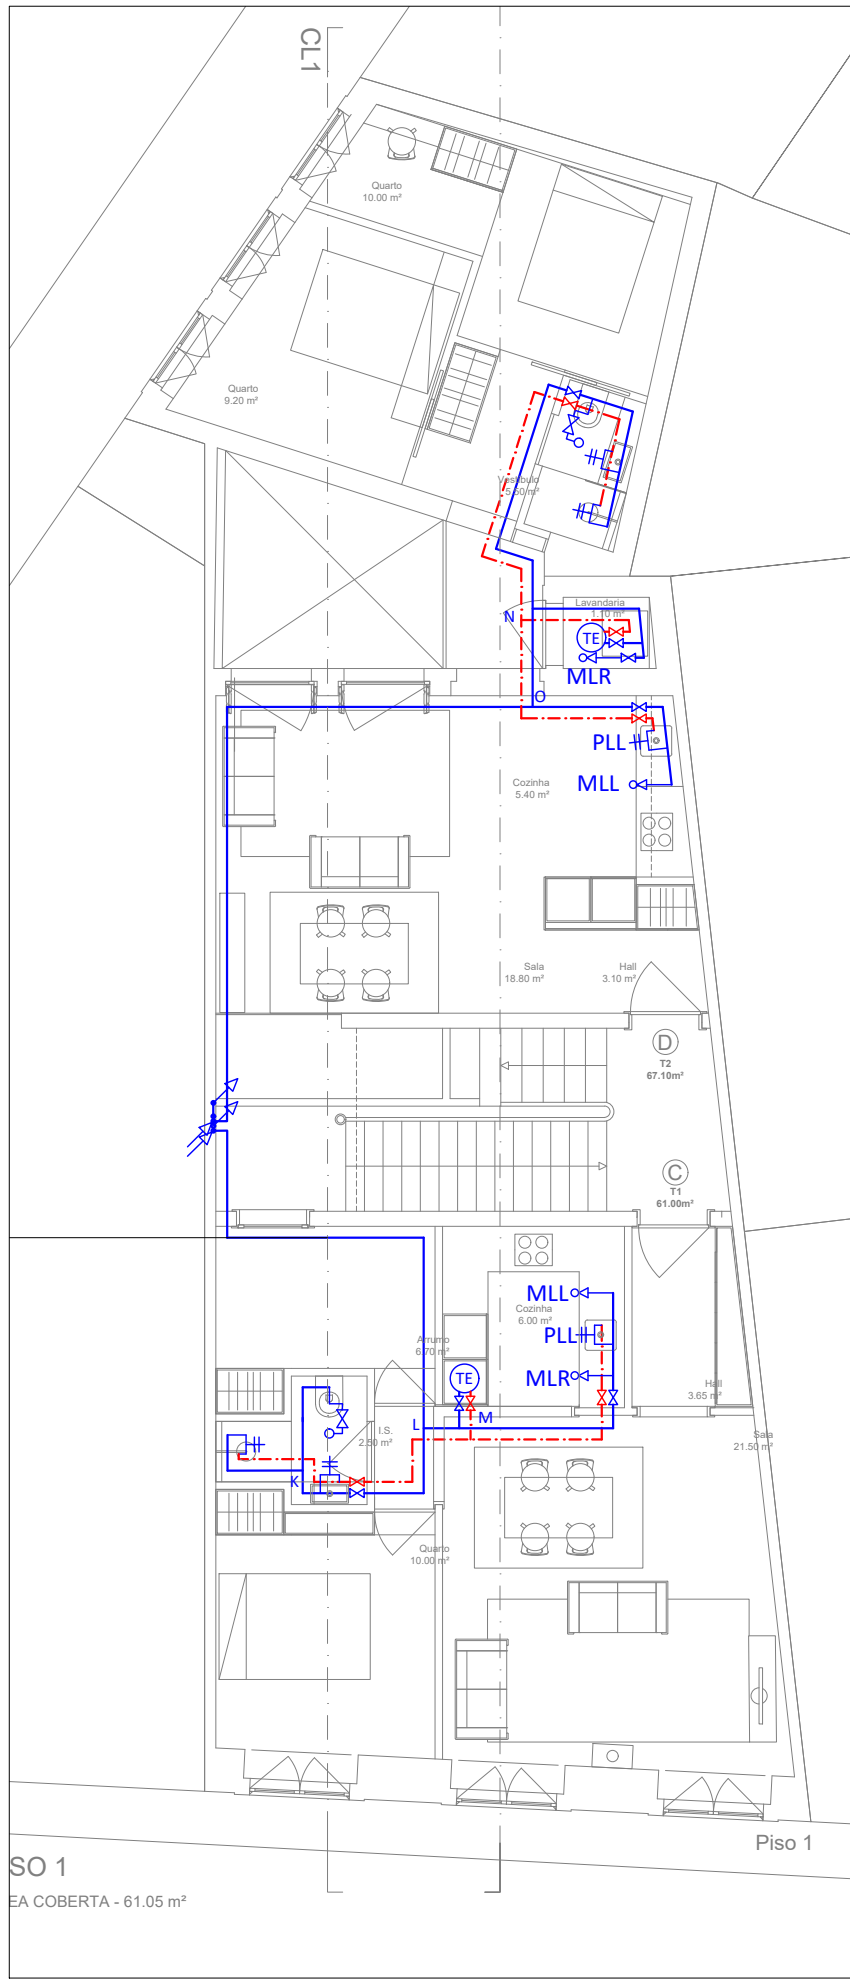 CL1
Quarto
10.00 m²
Quarto
9.20 m²
Vestíbulo
5.50 m²
Lavandaria
1.10 m²
N
TE
MLR
O
PLL
MLL
Cozinha
5.40 m²
Sala
18.80 m²
Hall
3.10 m²
D
T2
67.10m²
C
T1
61.00m²
MLL
Cozinha
6.00 m²
PLL
Arrumo
6.70 m²
TE
MLR
Hall
3.65 m²
L
M
I.S.
2.50 m²
Sala
21.50 m²
K
Quarto
10.00 m²
Piso 1
SO 1
EA COBERTA - 61.05 m²